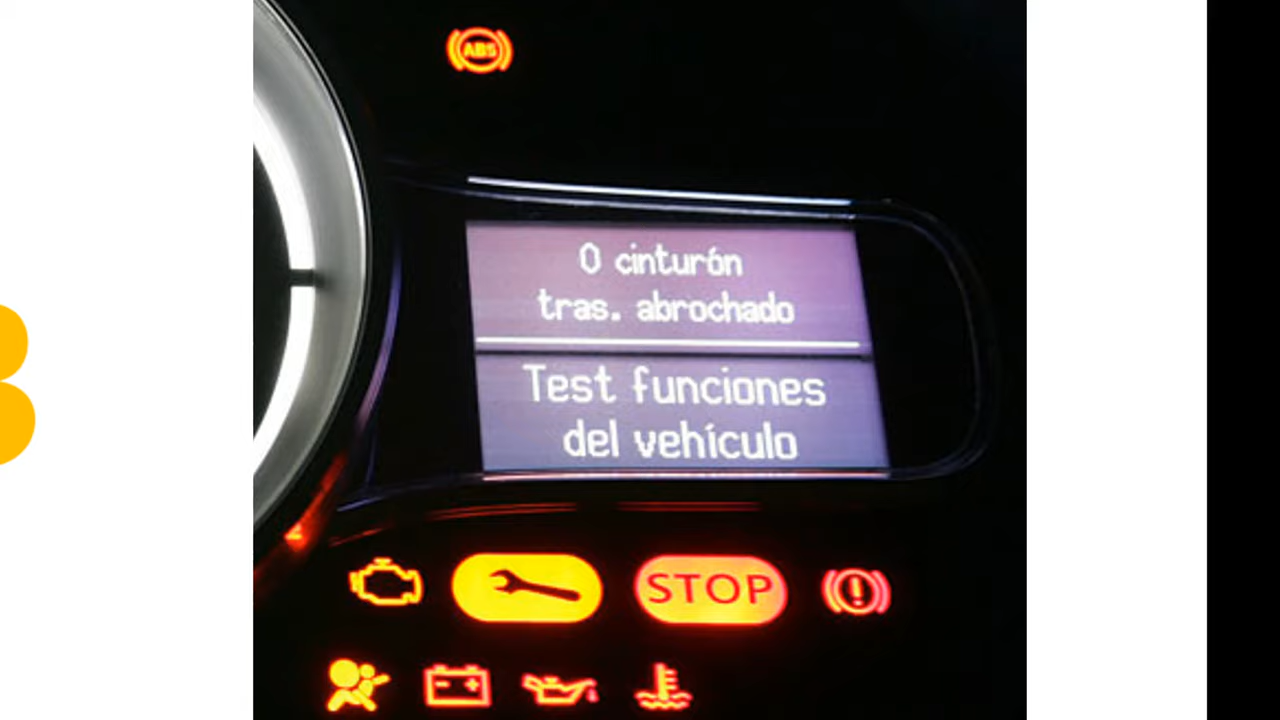 ABS
0 cinturón
tras. abrochado
Test funciones
del vehículo
STOP